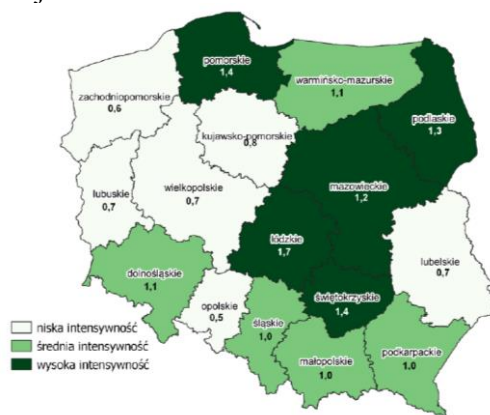 pomorskie
1,4
warmińsko-mazurskie
1,1
zachodniopomorskie
0,6
podlaskie
1,3
kujawsko-pomorskie
0,8
mazowieckie
1,2
lubuskie
0,7
wielkopolskie
0,7
łódzkie
1,7
lubelskie
0,7
dolnośląskie
1,1
świętokrzyskie
1,4
opolskie
0,5
śląskie
1,0
małopolskie
1,0
podkarpackie
1,0
niska intensywność
średnia intensywność
wysoka intensywność